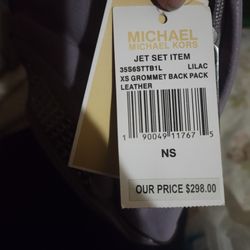 MICHAEL
MICHAEL KORS
JET SET ITEM
35S6STTB1L LILAC
XS GROMMET BACK PACK
LEATHER
1 90049 11767 5
NS
OUR PRICE $298.00